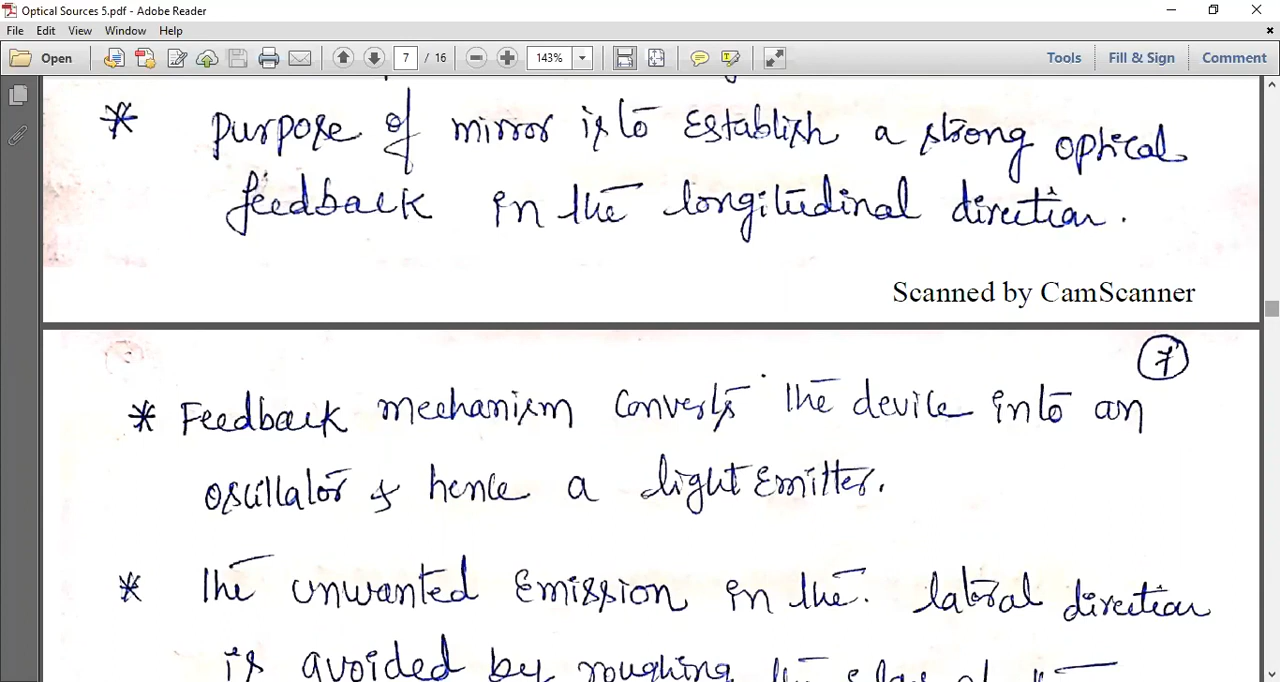 Optical Sources 5.pdf - Adobe Reader
File Edit View Window Help
Open 7 / 16 143% Tools Fill & Sign Comment
* purpose of mirror is to Establish a strong optical
feedback in the longitudinal direction.
Scanned by CamScanner
7
* Feedback mechanism converts the device into an
oscillator & hence a light Emitter.
* The unwanted Emission in the lateral direction
is avoided by roughing the